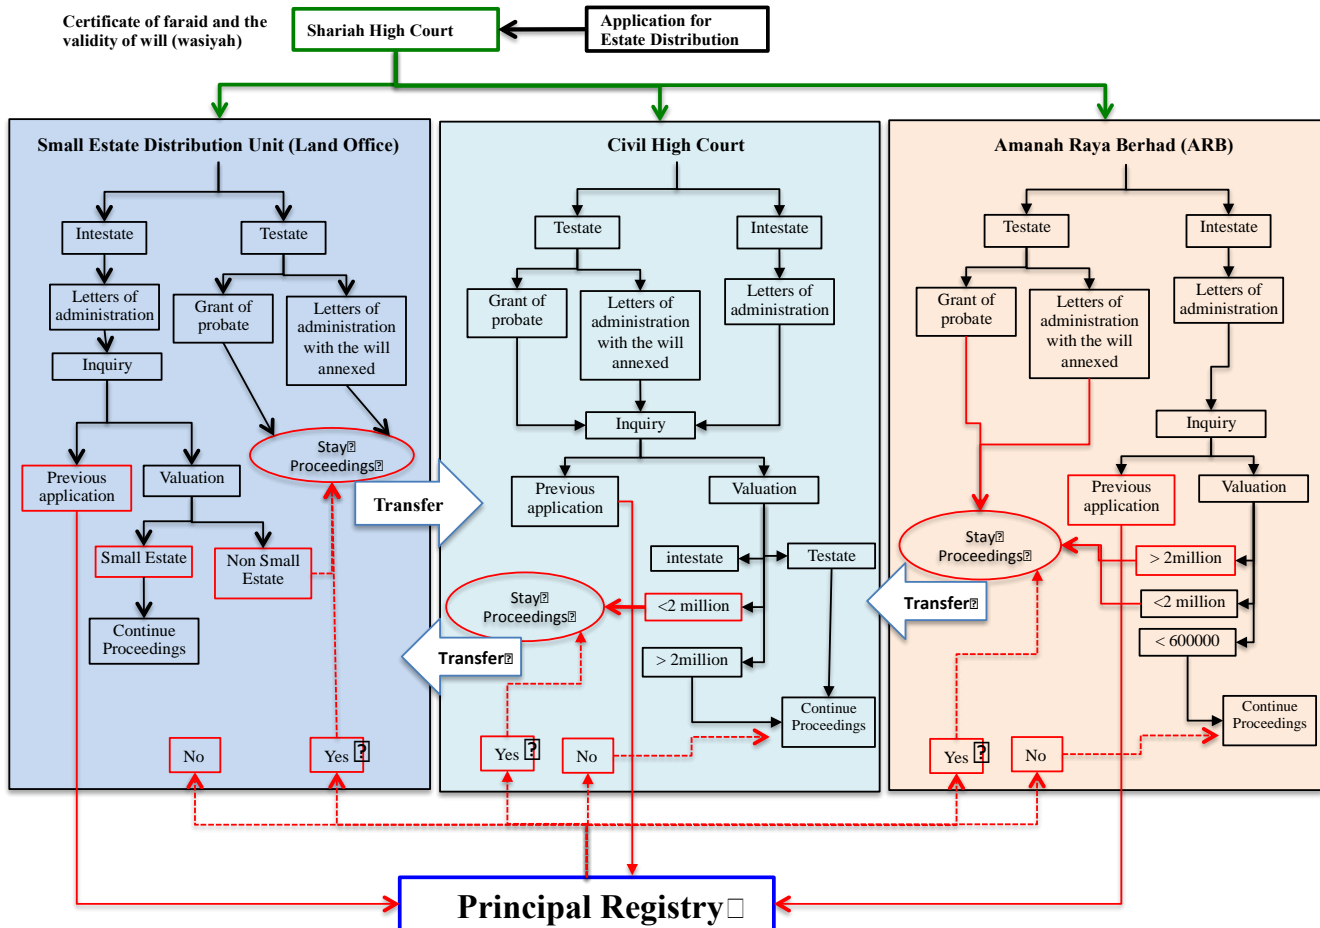 Certificate of faraid and the
validity of will (wasiyah)
Shariah High Court
Application for
Estate Distribution
Small Estate Distribution Unit (Land Office)
Intestate
Testate
Letters of
administration
Grant of
probate
Letters of
administration
with the will
annexed
Inquiry
Stay
Proceedings
Previous
application
Valuation
Small Estate
Non Small
Estate
Continue
Proceedings
No
Yes
Transfer
Civil High Court
Testate
Intestate
Grant of
probate
Letters of
administration
with the will
annexed
Letters of
administration
Inquiry
Previous
application
Valuation
intestate
Testate
Stay
Proceedings
<2 million
Transfer
> 2million
Continue
Proceedings
Yes
No
Amanah Raya Berhad (ARB)
Testate
Intestate
Grant of
probate
Letters of
administration
with the will
annexed
Letters of
administration
Inquiry
Previous
application
Valuation
Stay
Proceedings
> 2million
<2 million
Transfer
< 600000
Continue
Proceedings
Yes
No
Principal Registry